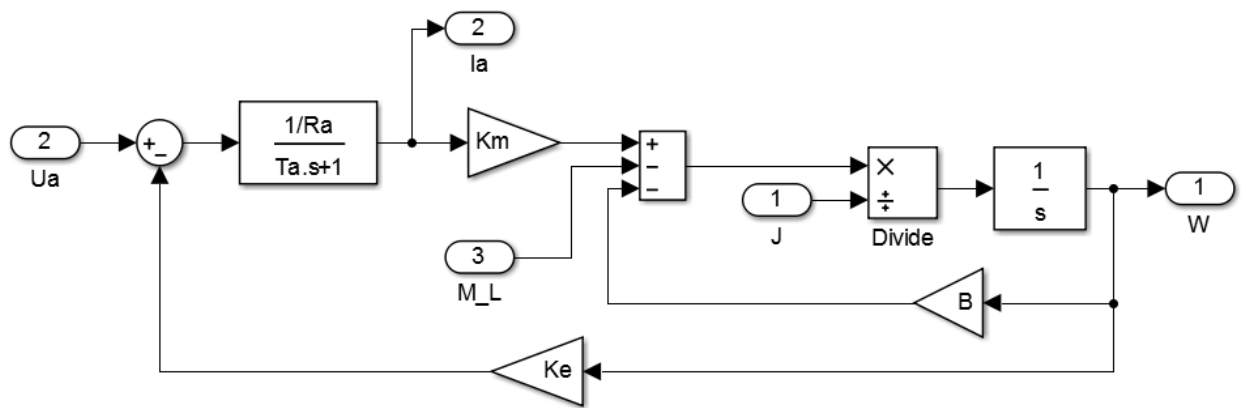 2
Ia
2
Ua
+
−
1/Ra
Ta.s+1
Km
+
−
−
3
M_L
1
J
×
÷
Divide
1
s
1
W
B
Ke